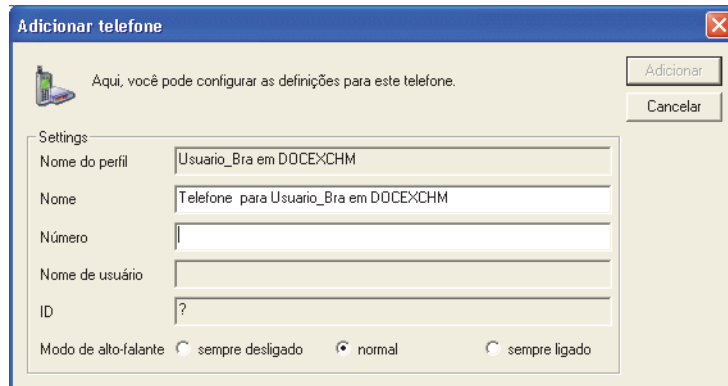 Adicionar telefone
Aqui, você pode configurar as definições para este telefone.
Adicionar
Cancelar
Settings
Nome do perfil Usuario_Bra em DOCEXCHM
Nome Telefone para Usuario_Bra em DOCEXCHM
Número
Nome de usuário
ID ?
Modo de alto-falante sempre desligado normal sempre ligado